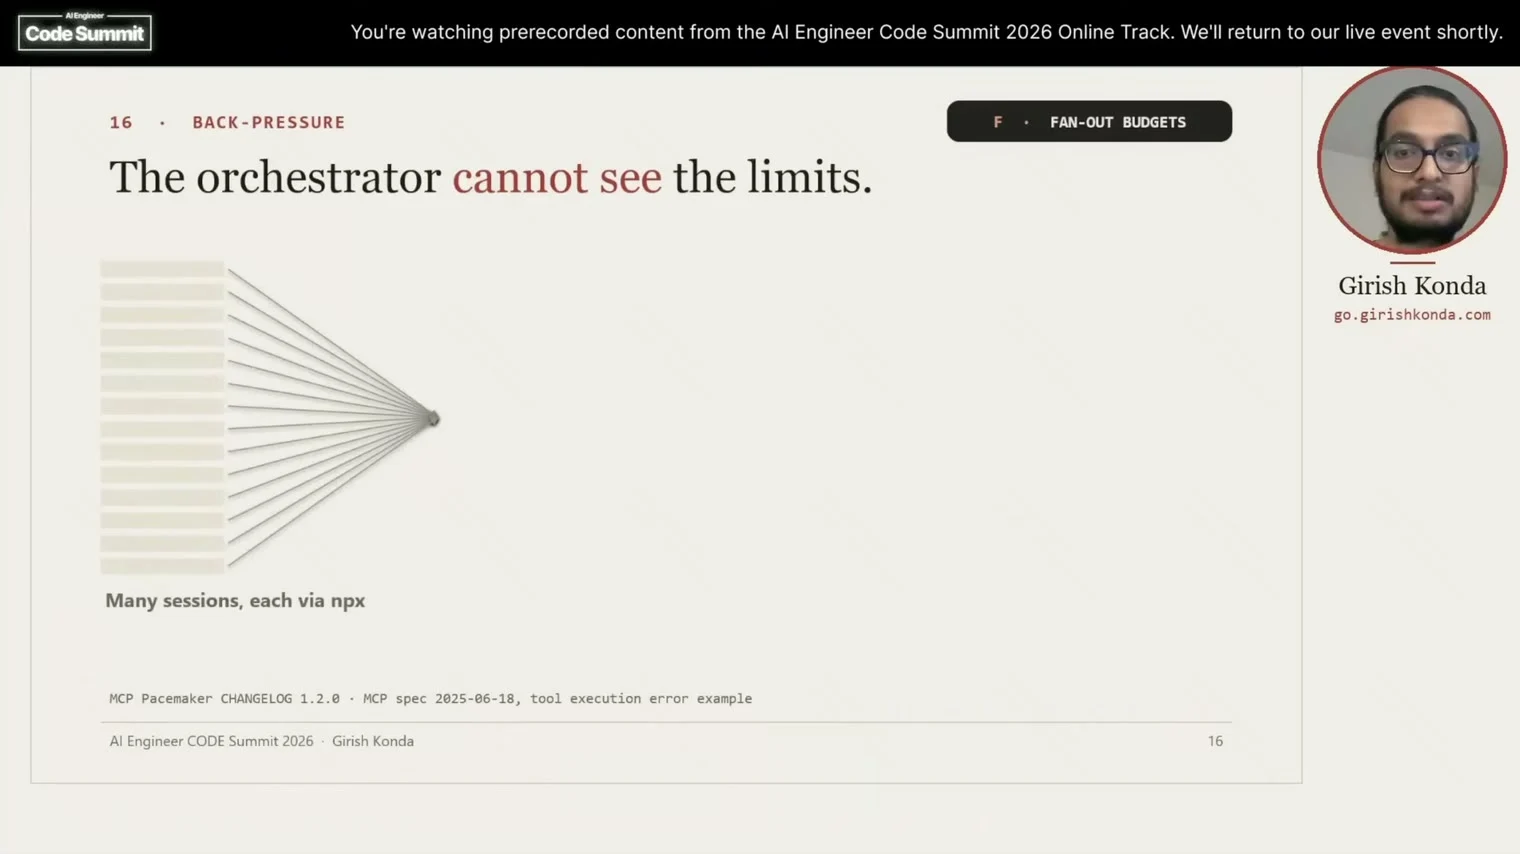 AI Engineer
Code Summit
You're watching prerecorded content from the AI Engineer Code Summit 2026 Online Track. We'll return to our live event shortly.
16 · BACK-PRESSURE
F · FAN-OUT BUDGETS
The orchestrator cannot see the limits.
Girish Konda
go.girishkonda.com
Many sessions, each via npx
MCP Pacemaker CHANGELOG 1.2.0 · MCP spec 2025-06-18, tool execution error example
AI Engineer CODE Summit 2026 · Girish Konda
16